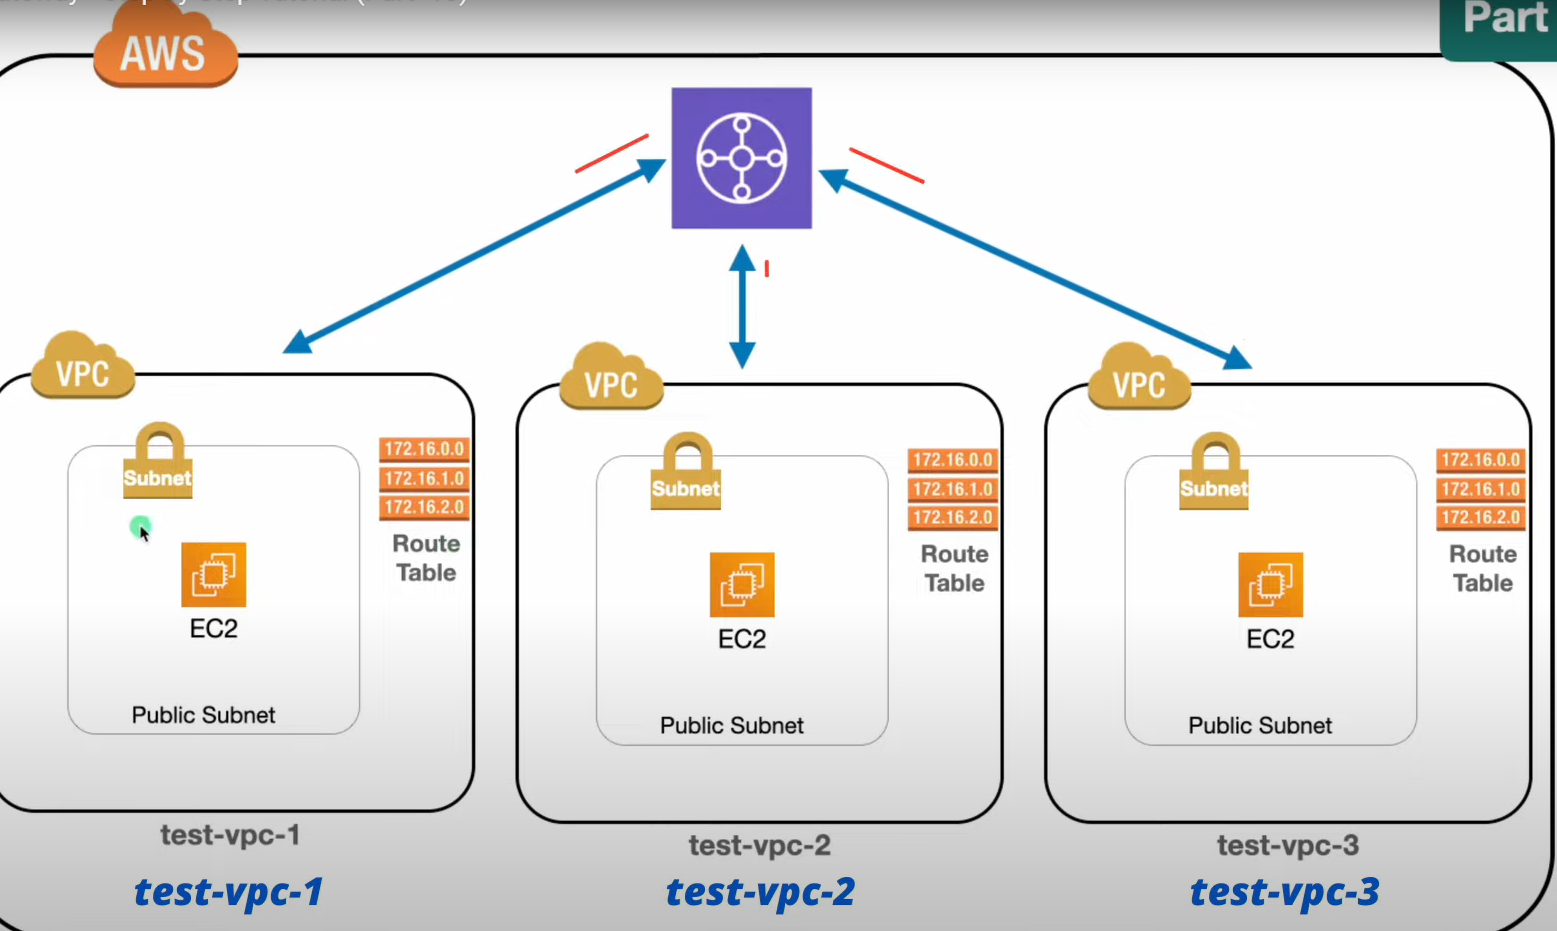 AWS
Part
VPC
VPC
VPC
Subnet
172.16.0.0
172.16.1.0
172.16.2.0
Route
Table
EC2
Public Subnet
Subnet
172.16.0.0
172.16.1.0
172.16.2.0
Route
Table
EC2
Public Subnet
Subnet
172.16.0.0
172.16.1.0
172.16.2.0
Route
Table
EC2
Public Subnet
test-vpc-1
test-vpc-2
test-vpc-3
test-vpc-1
test-vpc-2
test-vpc-3